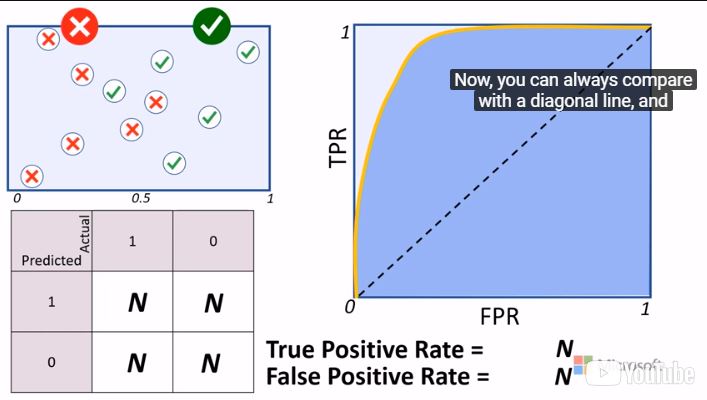 0 0.5 1
Actual
Predicted
1 0
1 N N
0 N N
1
TPR
0 1
FPR
Now, you can always compare
with a diagonal line, and
True Positive Rate = N
False Positive Rate = N
Microsoft
YouTube